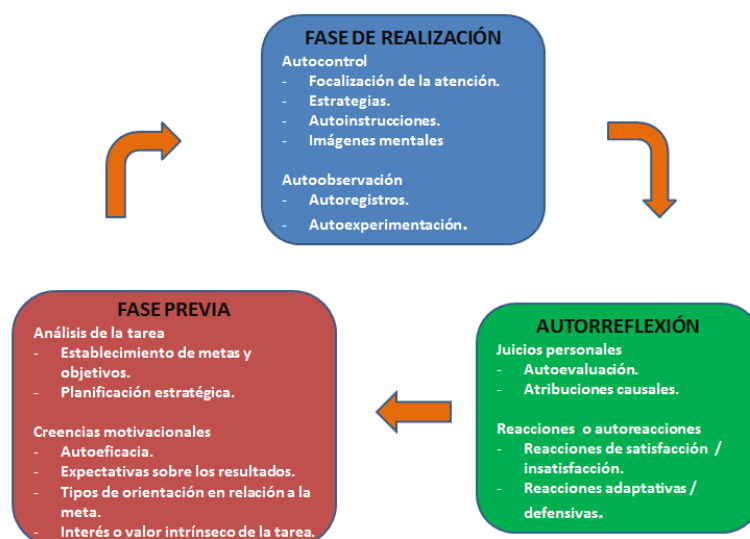 FASE DE REALIZACIÓN
Autocontrol
- Focalización de la atención.
- Estrategias.
- Autoinstrucciones.
- Imágenes mentales
Autoobservación
- Autoregistros.
- Autoexperimentación.
FASE PREVIA
Análisis de la tarea
- Establecimiento de metas y
objetivos.
- Planificación estratégica.
Creencias motivacionales
- Autoeficacia.
- Expectativas sobre los resultados.
- Tipos de orientación en relación a la
meta.
- Interés o valor intrínseco de la tarea.
AUTORREFLEXIÓN
Juicios personales
- Autoevaluación.
- Atribuciones causales.
Reacciones o autoreacciones
- Reacciones de satisfacción /
insatisfacción.
- Reacciones adaptativas /
defensivas.